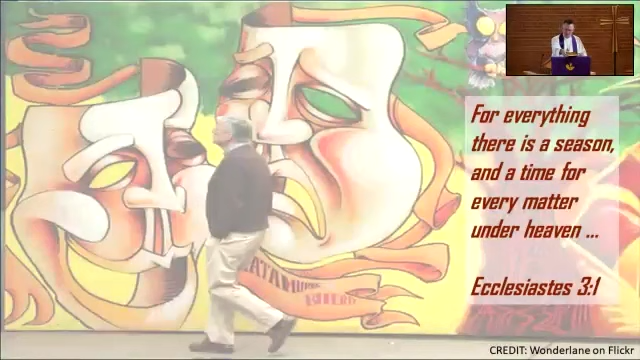 For everything
there is a season,
and a time for
every matter
under heaven ...
Ecclesiastes 3:1
CREDIT: Wonderlane on Flickr